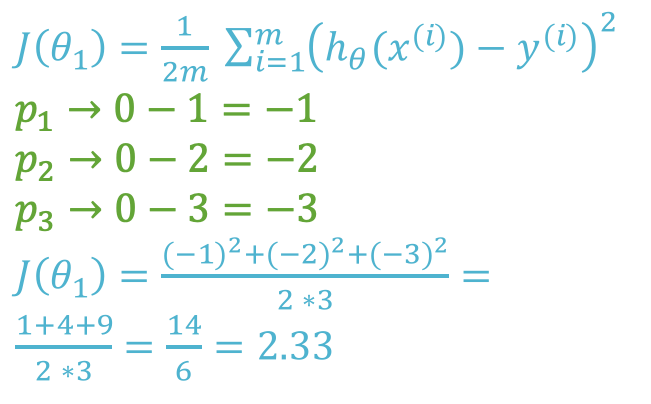 J(θ₁) = 1/2m ∑ᵢ₌₁ᵐ(h_θ(x⁽ⁱ⁾) − y⁽ⁱ⁾)²
p₁ → 0 − 1 = −1
p₂ → 0 − 2 = −2
p₃ → 0 − 3 = −3
J(θ₁) = (−1)²+(−2)²+(−3)²/2 *3 =
1+4+9/2 *3 = 14/6 = 2.33